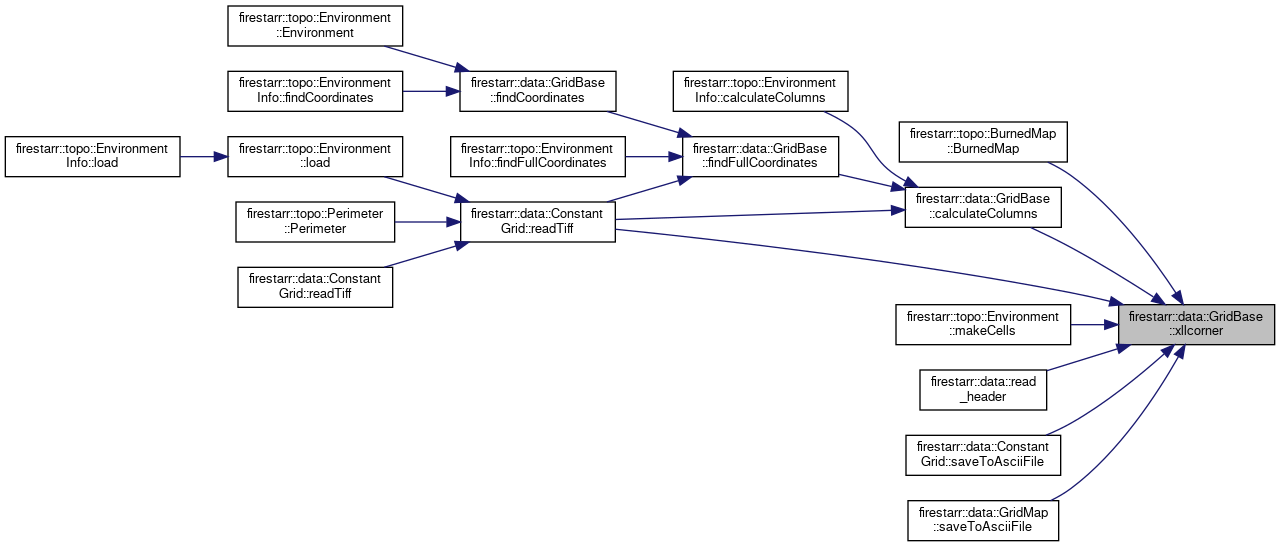 firestarr::topo::Environment
::Environment
firestarr::topo::Environment
Info::findCoordinates
firestarr::data::GridBase
::findCoordinates
firestarr::topo::Environment
Info::calculateColumns
firestarr::topo::BurnedMap
::BurnedMap
firestarr::topo::Environment
Info::load
firestarr::topo::Environment
::load
firestarr::topo::Environment
Info::findFullCoordinates
firestarr::data::GridBase
::findFullCoordinates
firestarr::data::GridBase
::calculateColumns
firestarr::topo::Perimeter
::Perimeter
firestarr::data::Constant
Grid::readTiff
firestarr::data::Constant
Grid::readTiff
firestarr::topo::Environment
::makeCells
firestarr::data::GridBase
::xllcorner
firestarr::data::read
_header
firestarr::data::Constant
Grid::saveToAsciiFile
firestarr::data::GridMap
::saveToAsciiFile